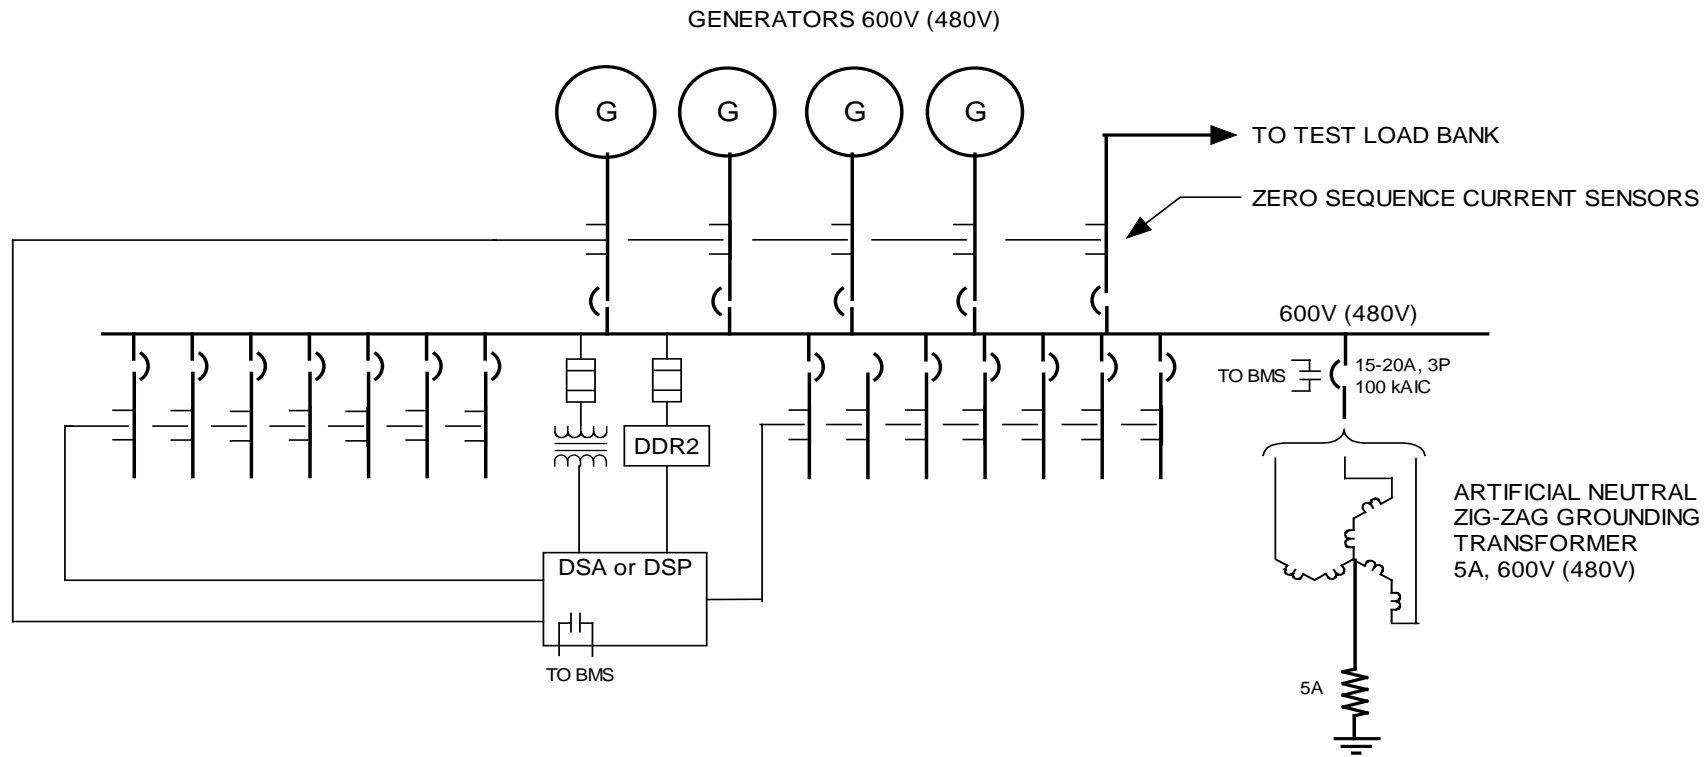 GENERATORS 600V (480V)
G
G
G
G
TO TEST LOAD BANK
ZERO SEQUENCE CURRENT SENSORS
600V (480V)
TO BMS
15-20A, 3P
100 kAIC
DDR2
ARTIFICIAL NEUTRAL
ZIG-ZAG GROUNDING
TRANSFORMER
5A, 600V (480V)
DSA or DSP
TO BMS
5A